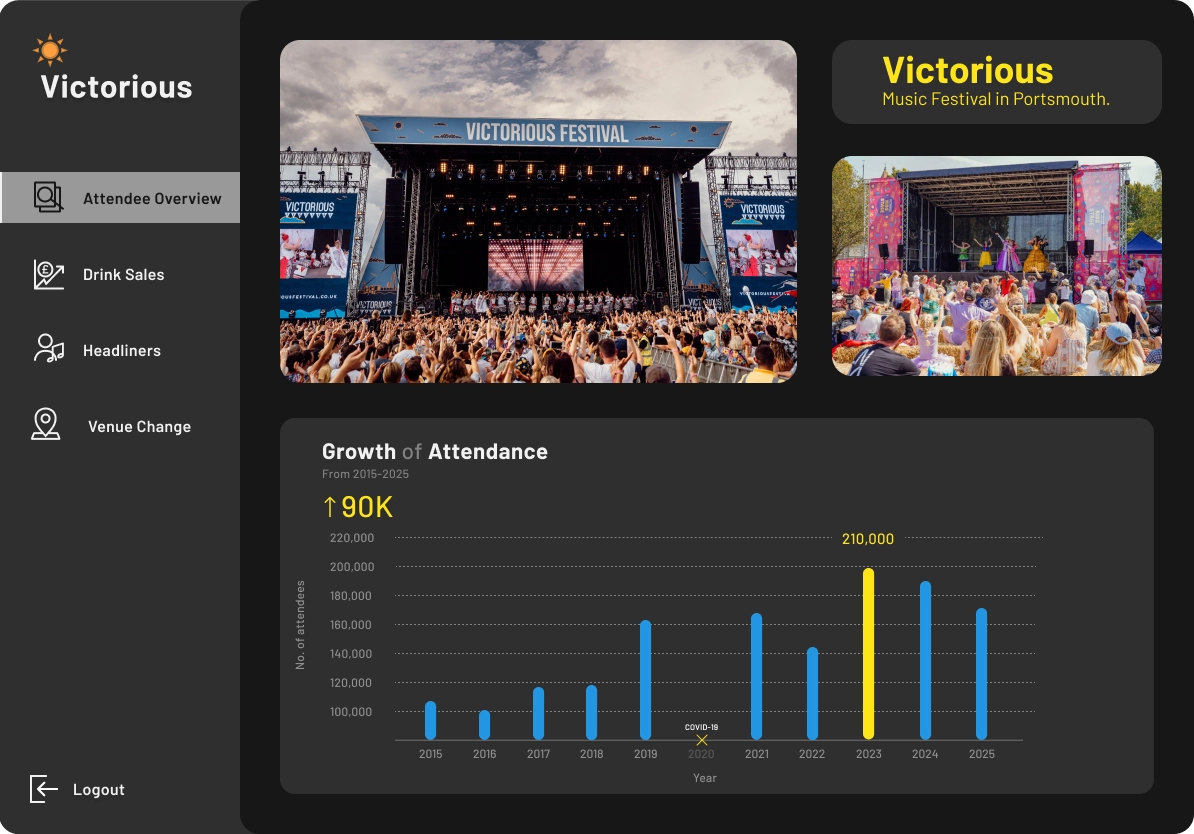 Victorious
Attendee Overview
Drink Sales
Headliners
Venue Change
Logout
VICTORIOUS FESTIVAL
VICTORIOUS
VICTORIOUS
VICTORIOUS
Victorious
Music Festival in Portsmouth.
Growth of Attendance
From 2015-2025
↑90K
No. of attendees
220,000
200,000
180,000
160,000
140,000
120,000
100,000
210,000
COVID-19
2015 2016 2017 2018 2019 2020 2021 2022 2023 2024 2025
Year